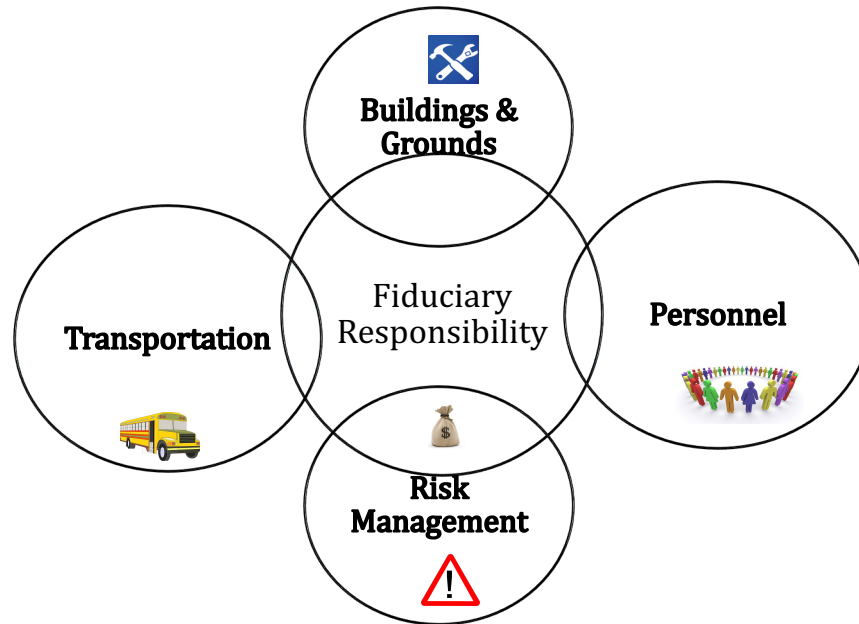 Buildings &
Grounds
Fiduciary
Responsibility
Transportation
Personnel
$
Risk
Management
!